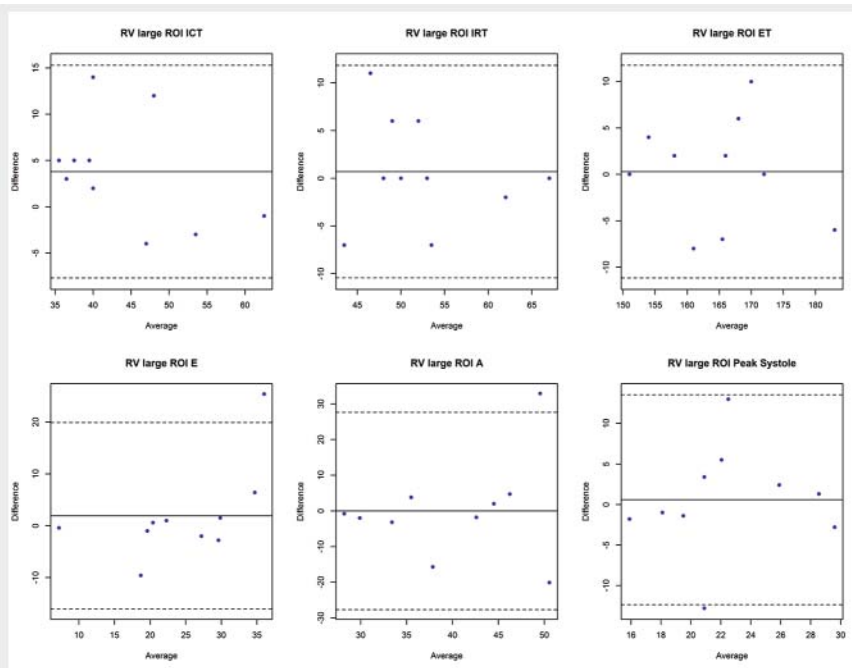 RV large ROI ICT
Difference
15
10
5
0
-5
35 40 45 50 55 60
Average
RV large ROI IRT
Difference
10
5
0
-5
-10
45 50 55 60 65
Average
RV large ROI ET
Difference
10
5
0
-5
-10
150 155 160 165 170 175 180
Average
RV large ROI E
Difference
20
10
0
-10
10 15 20 25 30 35
Average
RV large ROI A
Difference
30
20
10
0
-10
-20
-30
30 35 40 45 50
Average
RV large ROI Peak Systole
Difference
10
5
0
-5
-10
16 18 20 22 24 26 28 30
Average